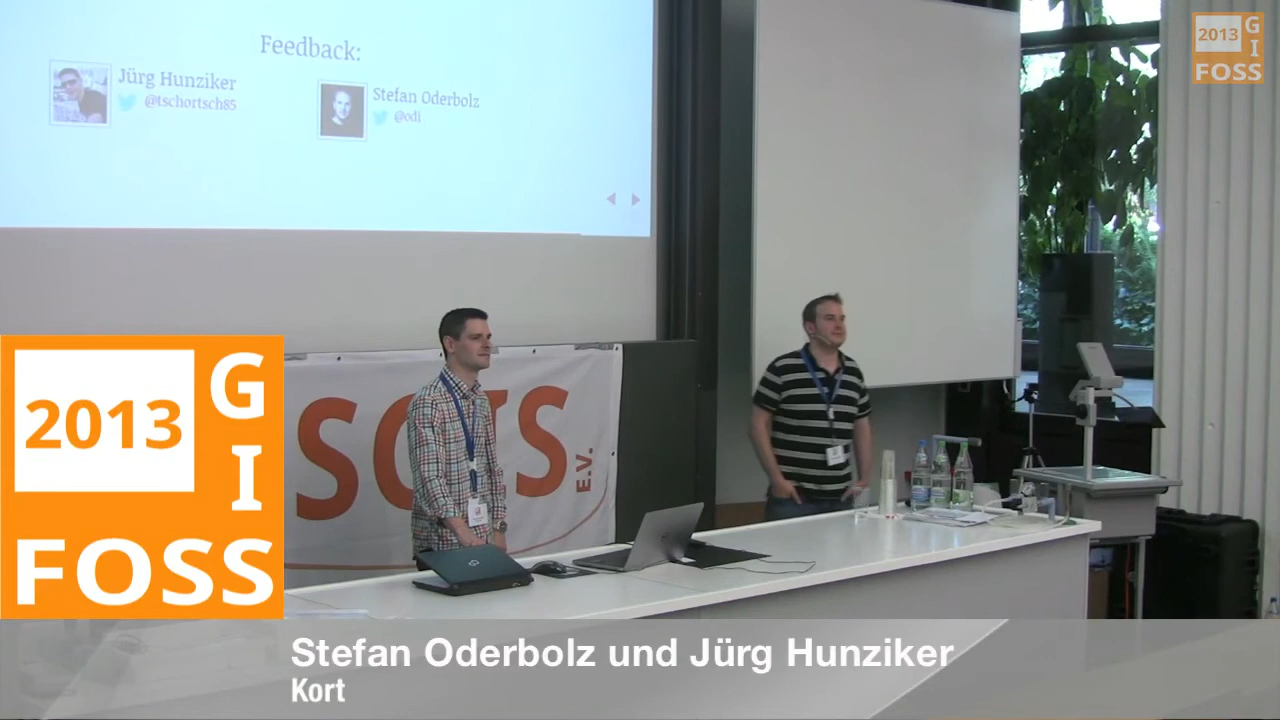 Feedback:
Jürg Hunziker
@tschortsch85
Stefan Oderbolz
@odi
2013
G
I
FOSS
SOTS
E.V.
2013
G
I
FOSS
Stefan Oderbolz und Jürg Hunziker
Kort